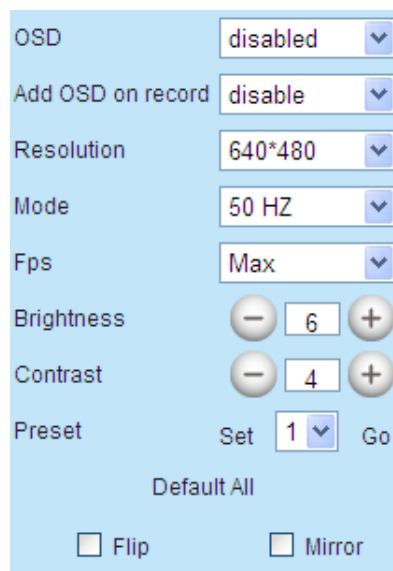 OSD disabled
Add OSD on record disable
Resolution 640*480
Mode 50 HZ
Fps Max
Brightness − 6 +
Contrast − 4 +
Preset Set 1 Go
Default All
Flip Mirror